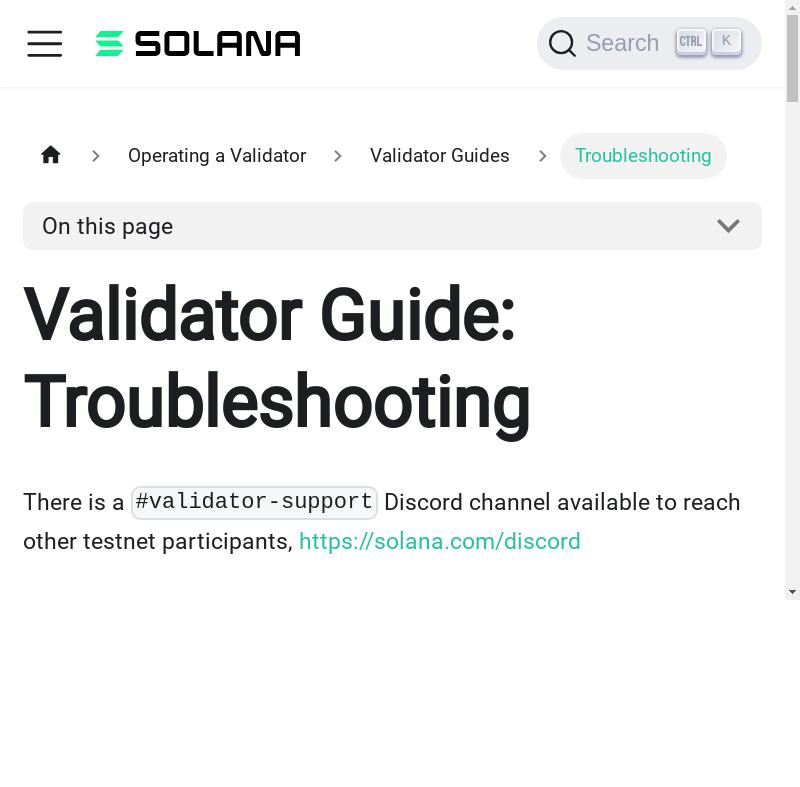 SOLANA
Search CTRL K
Operating a Validator Validator Guides Troubleshooting
On this page
Validator Guide:
Troubleshooting
There is a #validator-support Discord channel available to reach
other testnet participants, https://solana.com/discord